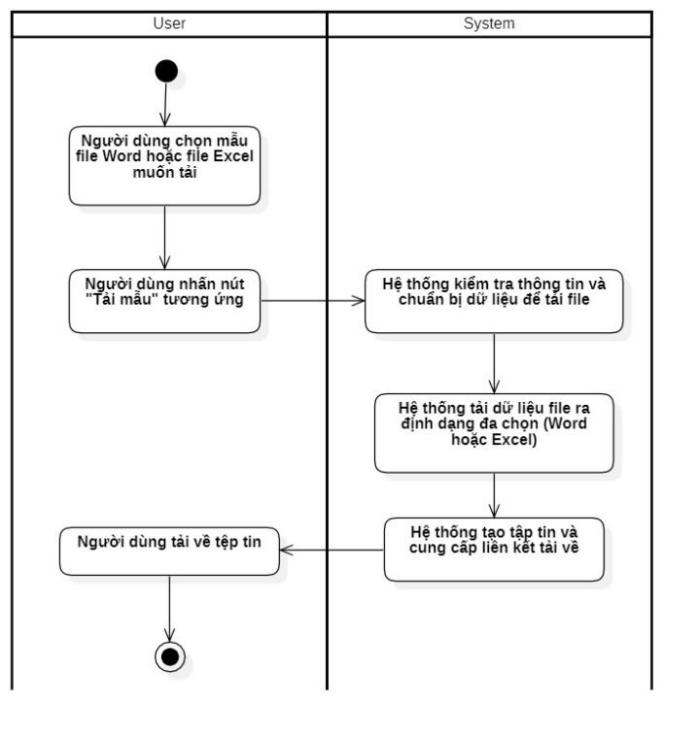 User
System
Người dùng chọn mẫu
file Word hoặc file Excel
muốn tải
Người dùng nhấn nút
"Tải mẫu" tương ứng
Hệ thống kiểm tra thông tin và
chuẩn bị dữ liệu để tải file
Hệ thống tải dữ liệu file ra
định dạng đa chọn (Word
hoặc Excel)
Hệ thống tạo tập tin và
cung cấp liên kết tải về
Người dùng tải về tệp tin